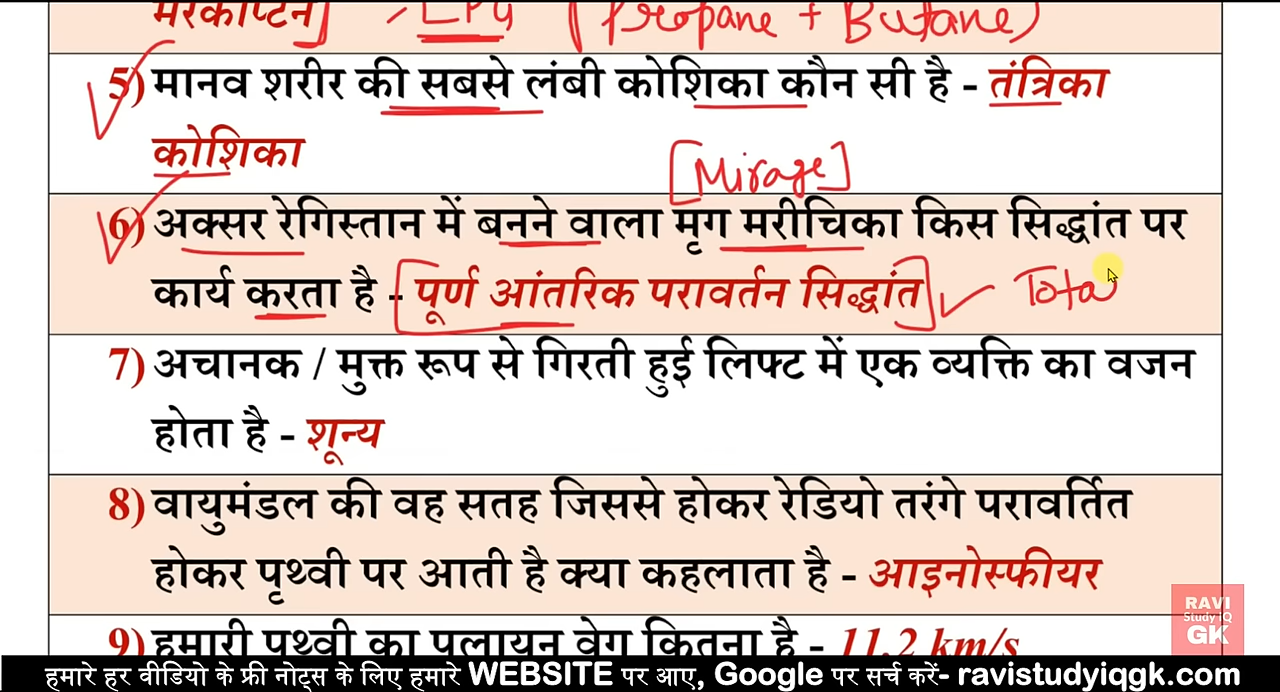 मरकाप्टन] LPG (Propane + Butane)
5) मानव शरीर की सबसे लंबी कोशिका कौन सी है - तंत्रिका
कोशिका
[Mirage]
6) अक्सर रेगिस्तान में बनने वाला मृग मरीचिका किस सिद्धांत पर
कार्य करता है - [पूर्ण आंतरिक परावर्तन सिद्धांत] Tota
7) अचानक / मुक्त रूप से गिरती हुई लिफ्ट में एक व्यक्ति का वजन
होता है - शून्य
8) वायुमंडल की वह सतह जिससे होकर रेडियो तरंगे परावर्तित
होकर पृथ्वी पर आती है क्या कहलाता है - आइनोस्फीयर
9) हमारी पृथ्वी का पलायन वेग कितना है - 11.2 km/s
RAVI
Study IQ
GK
हमारे हर वीडियो के फ्री नोट्स के लिए हमारे WEBSITE पर आए, Google पर सर्च करें- ravistudyiqgk.com